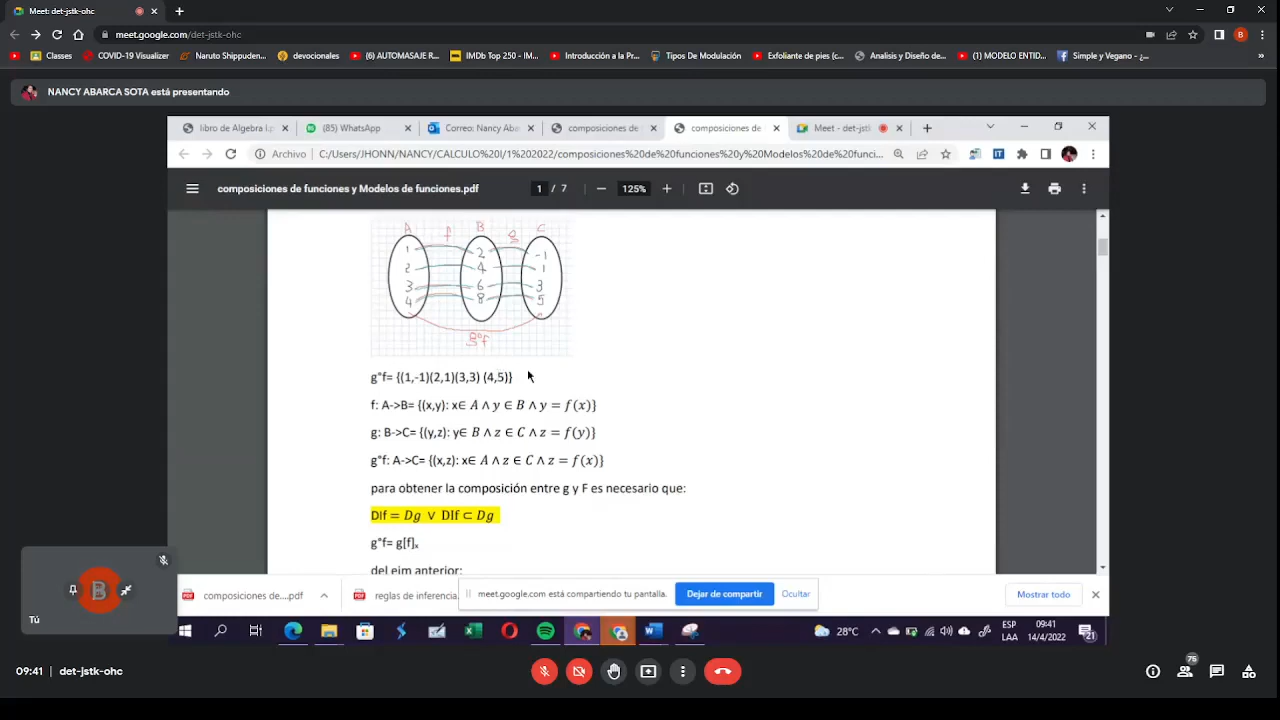 Meet: det-jstk-ohc
meet.google.com/det-jstk-ohc
Classes
COVID-19 Visualizer
Naruto Shippuden...
devocionales
(6) AUTOMASAJE R...
IMDb Top 250 - IM...
Introducción a la Pr...
Tipos De Modulación
Exfoliante de pies (c...
Analisis y Diseño de...
(1) MODELO ENTID...
Simple y Vegano - ¿...
NANCY ABARCA SOTA está presentando
libro de Algebra I.p
(85) WhatsApp
Correo: Nancy Aba
composiciones de
composiciones de
Meet - det-jstk
Archivo C:/Users/JHONN/NANCY/CALCULO%20I/1%202022/composiciones%20de%20funciones%20y%20Modelos%20de%20funci...
composiciones de funciones y Modelos de funciones.pdf
1 / 7
125%
A f B g C
1 2 -1
2 4 1
3 6 3
4 8 5
g°f
g°f= {(1,-1)(2,1)(3,3) (4,5)}
f: A->B= {(x,y): x∈ A ∧ y ∈ B ∧ y = f(x)}
g: B->C= {(y,z): y∈ B ∧ z ∈ C ∧ z = f(y)}
g°f: A->C= {(x,z): x∈ A ∧ z ∈ C ∧ z = f(x)}
para obtener la composición entre g y F es necesario que:
DIf = Dg ∨ DIf ⊂ Dg
g°f= g[f]ₓ
del ejm anterior:
composiciones de....pdf
reglas de inferencia
meet.google.com está compartiendo tu pantalla.
Dejar de compartir
Ocultar
Mostrar todo
B
Tú
28°C
ESP
LAA
09:41
14/4/2022
21
09:41 | det-jstk-ohc
75